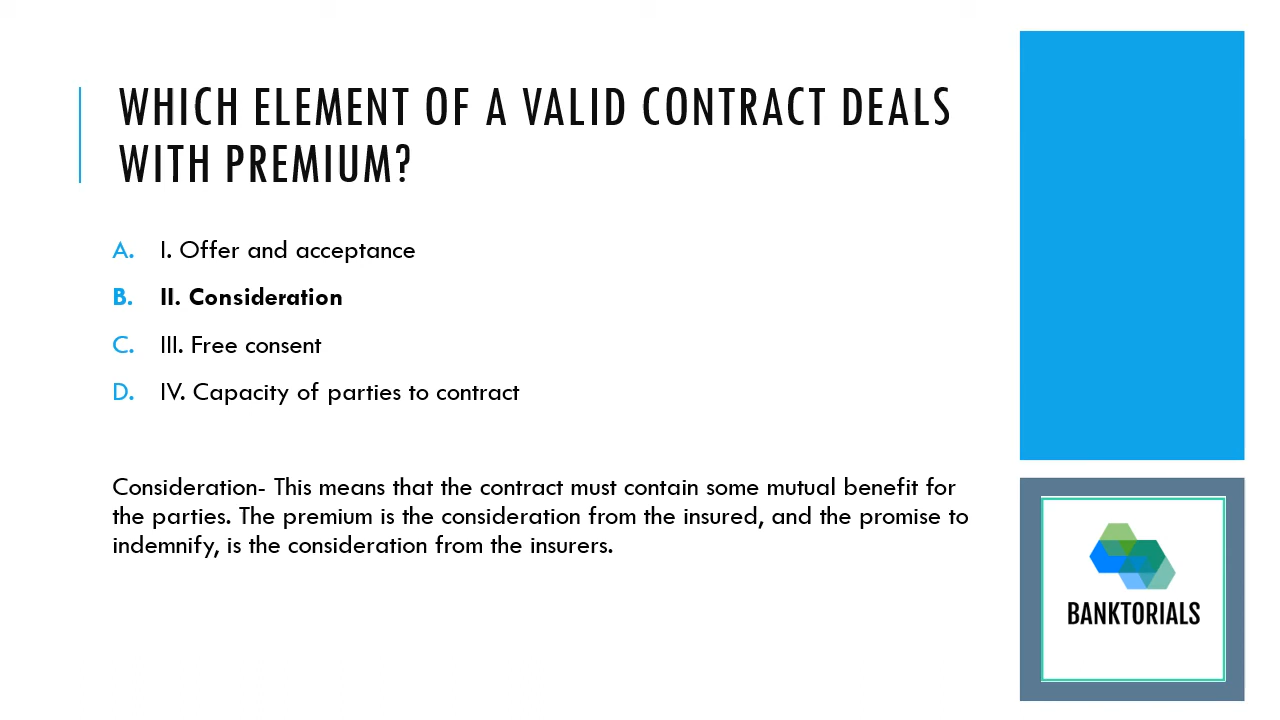 WHICH ELEMENT OF A VALID CONTRACT DEALS
WITH PREMIUM?
A. I. Offer and acceptance
B. II. Consideration
C. III. Free consent
D. IV. Capacity of parties to contract
Consideration- This means that the contract must contain some mutual benefit for
the parties. The premium is the consideration from the insured, and the promise to
indemnify, is the consideration from the insurers.
BANKTORIALS